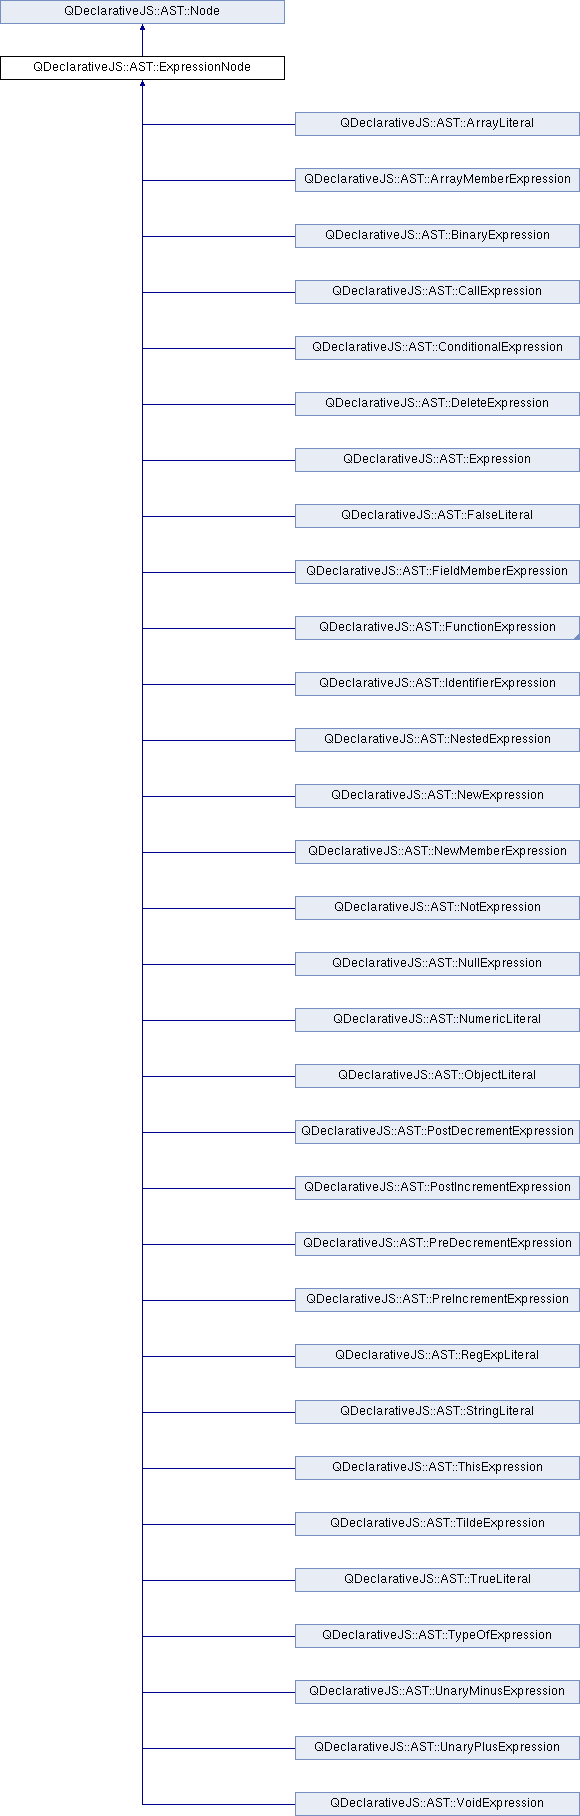 QDeclarativeJS::AST::Node
QDeclarativeJS::AST::ExpressionNode
QDeclarativeJS::AST::ArrayLiteral
QDeclarativeJS::AST::ArrayMemberExpression
QDeclarativeJS::AST::BinaryExpression
QDeclarativeJS::AST::CallExpression
QDeclarativeJS::AST::ConditionalExpression
QDeclarativeJS::AST::DeleteExpression
QDeclarativeJS::AST::Expression
QDeclarativeJS::AST::FalseLiteral
QDeclarativeJS::AST::FieldMemberExpression
QDeclarativeJS::AST::FunctionExpression
QDeclarativeJS::AST::IdentifierExpression
QDeclarativeJS::AST::NestedExpression
QDeclarativeJS::AST::NewExpression
QDeclarativeJS::AST::NewMemberExpression
QDeclarativeJS::AST::NotExpression
QDeclarativeJS::AST::NullExpression
QDeclarativeJS::AST::NumericLiteral
QDeclarativeJS::AST::ObjectLiteral
QDeclarativeJS::AST::PostDecrementExpression
QDeclarativeJS::AST::PostIncrementExpression
QDeclarativeJS::AST::PreDecrementExpression
QDeclarativeJS::AST::PreIncrementExpression
QDeclarativeJS::AST::RegExpLiteral
QDeclarativeJS::AST::StringLiteral
QDeclarativeJS::AST::ThisExpression
QDeclarativeJS::AST::TildeExpression
QDeclarativeJS::AST::TrueLiteral
QDeclarativeJS::AST::TypeOfExpression
QDeclarativeJS::AST::UnaryMinusExpression
QDeclarativeJS::AST::UnaryPlusExpression
QDeclarativeJS::AST::VoidExpression